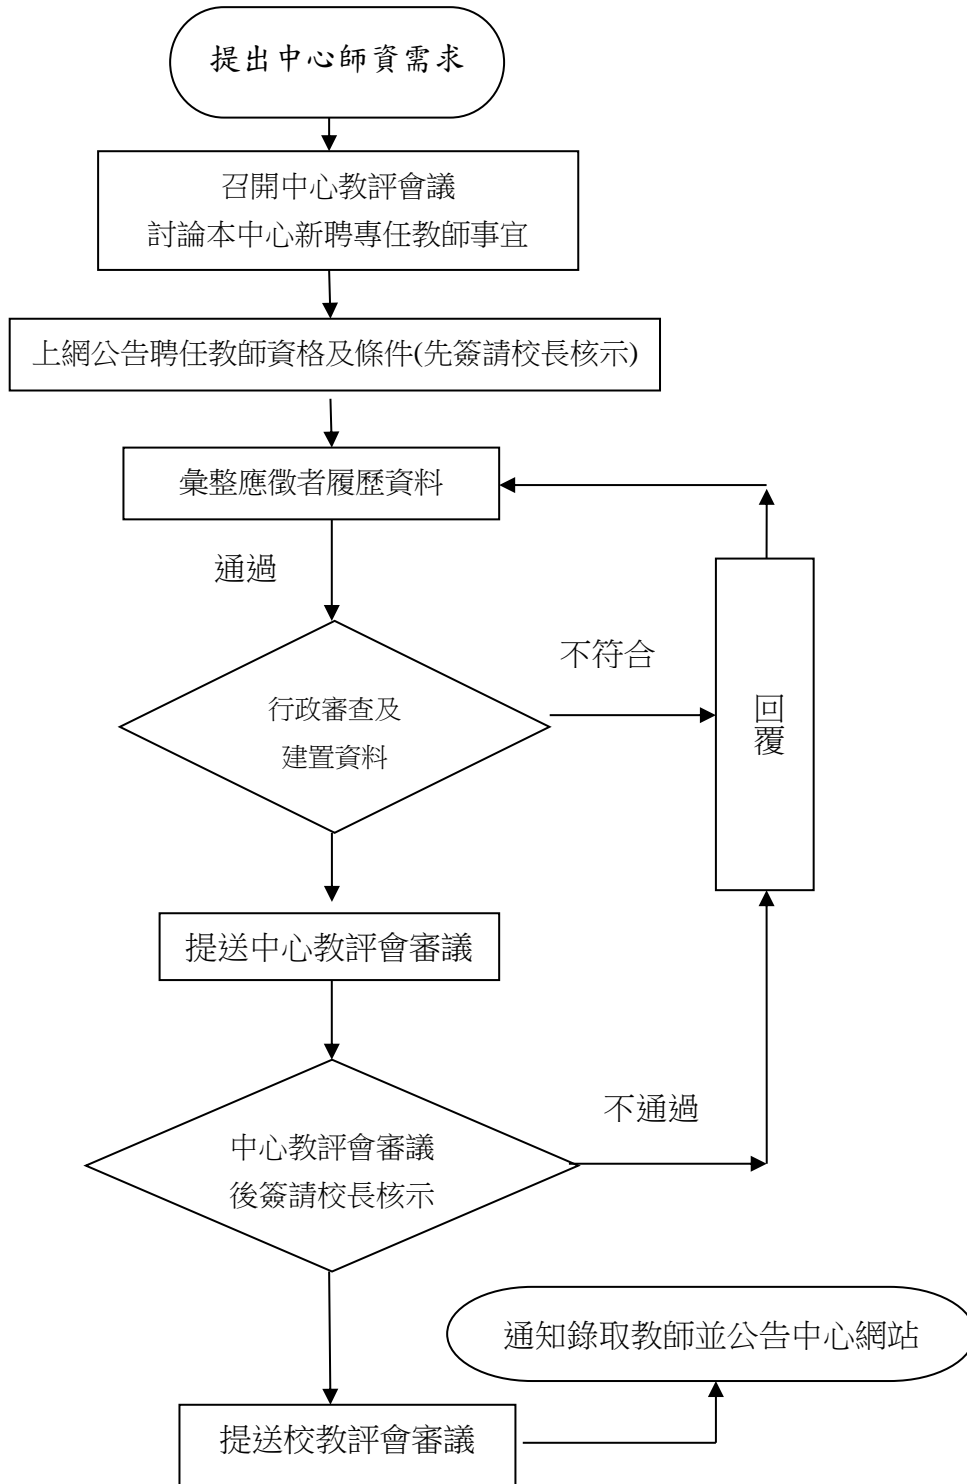 提出中心師資需求
召開中心教評會議
討論本中心新聘專任教師事宜
上網公告聘任教師資格及條件(先簽請校長核示)
彙整應徵者履歷資料
通過
不符合
行政審查及
建置資料
回覆
提送中心教評會審議
不通過
中心教評會審議
後簽請校長核示
通知錄取教師並公告中心網站
提送校教評會審議